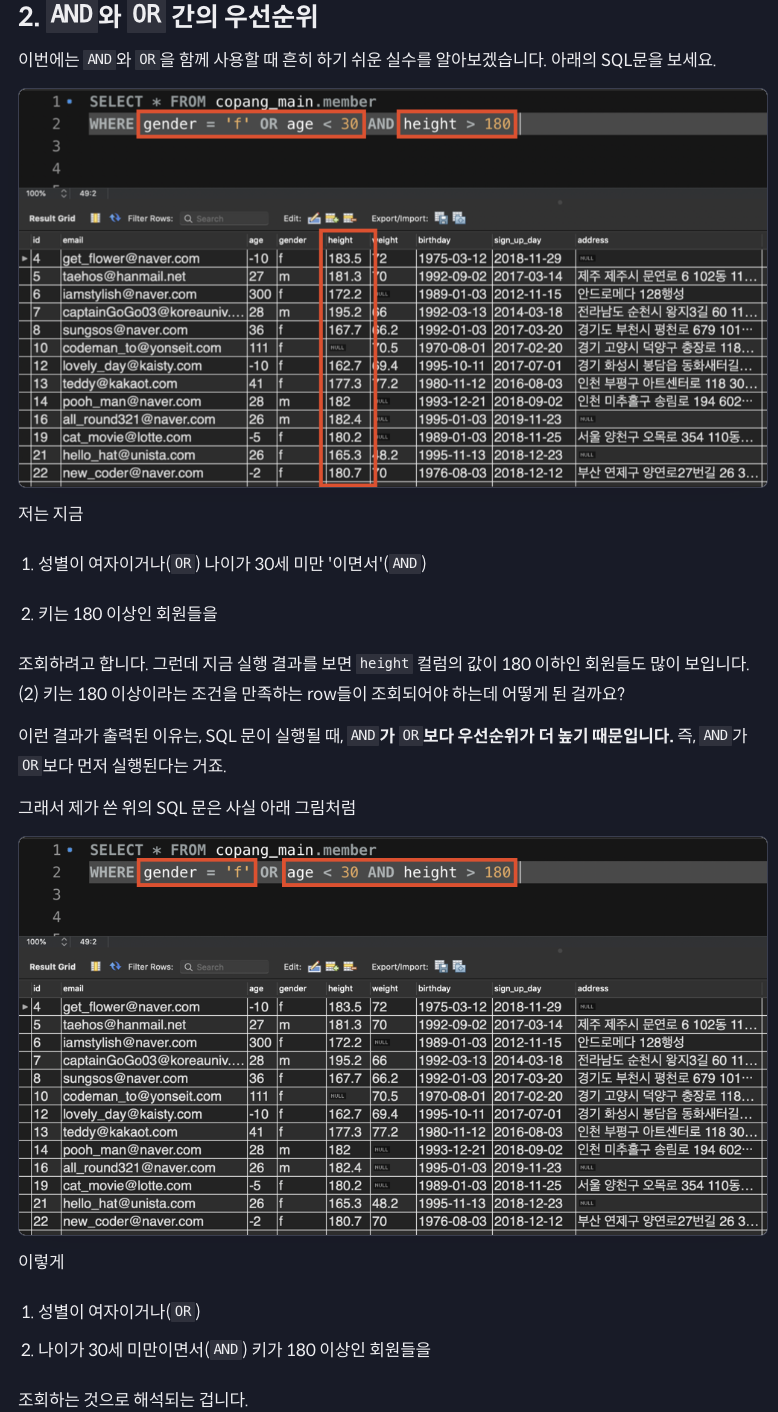 2. AND와 OR 간의 우선순위
이번에는 AND와 OR을 함께 사용할 때 흔히 하기 쉬운 실수를 알아보겠습니다. 아래의 SQL문을 보세요.
1 SELECT * FROM copang_main.member
2 WHERE gender = 'f' OR age < 30 AND height > 180
3
4
100% 49:2
Result Grid Filter Rows: Search Edit: Export/Import:
id email age gender height weight birthday sign_up_day address
4 get_flower@naver.com -10 f 183.5 72 1975-03-12 2018-11-29 NULL
5 taehos@hanmail.net 27 m 181.3 70 1992-09-02 2017-03-14 제주 제주시 문연로 6 102동 11...
6 iamstylish@naver.com 300 f 172.2 NULL 1989-01-03 2012-11-15 안드로메다 128행성
7 captainGoGo03@koreauniv.... 28 m 195.2 66 1992-03-13 2014-03-18 전라남도 순천시 왕지3길 60 11...
8 sungsos@naver.com 36 f 167.7 66.2 1992-01-03 2017-03-20 경기도 부천시 평천로 679 101...
10 codeman_to@yonseit.com 111 f NULL 70.5 1970-08-01 2017-02-20 경기 고양시 덕양구 충장로 118...
12 lovely_day@kaisty.com -10 f 162.7 69.4 1995-10-11 2017-07-01 경기 화성시 봉담읍 동화새터길...
13 teddy@kakaot.com 41 f 177.3 77.2 1980-11-12 2016-08-03 인천 부평구 아트센터로 118 30...
14 pooh_man@naver.com 28 m 182 NULL 1993-12-21 2018-09-02 인천 미추홀구 송림로 194 602...
16 all_round321@naver.com 26 m 182.4 NULL 1995-01-03 2019-11-23 NULL
19 cat_movie@lotte.com -5 f 180.2 NULL 1989-01-03 2018-11-25 서울 양천구 오목로 354 110동...
21 hello_hat@unista.com 26 f 165.3 48.2 1995-11-13 2018-12-23 NULL
22 new_coder@naver.com -2 f 180.7 70 1976-08-03 2018-12-12 부산 연제구 양연로27번길 26 3...
저는 지금
1. 성별이 여자이거나(OR) 나이가 30세 미만 '이면서'(AND)
2. 키는 180 이상인 회원들을
조회하려고 합니다. 그런데 지금 실행 결과를 보면 height 컬럼의 값이 180 이하인 회원들도 많이 보입니다.
(2) 키는 180 이상이라는 조건을 만족하는 row들이 조회되어야 하는데 어떻게 된 걸까요?
이런 결과가 출력된 이유는, SQL 문이 실행될 때, AND가 OR보다 우선순위가 더 높기 때문입니다. 즉, AND가
OR보다 먼저 실행된다는 거죠.
그래서 제가 쓴 위의 SQL 문은 사실 아래 그림처럼
1 SELECT * FROM copang_main.member
2 WHERE gender = 'f' OR age < 30 AND height > 180
3
4
100% 49:2
Result Grid Filter Rows: Search Edit: Export/Import:
id email age gender height weight birthday sign_up_day address
4 get_flower@naver.com -10 f 183.5 72 1975-03-12 2018-11-29 NULL
5 taehos@hanmail.net 27 m 181.3 70 1992-09-02 2017-03-14 제주 제주시 문연로 6 102동 11...
6 iamstylish@naver.com 300 f 172.2 NULL 1989-01-03 2012-11-15 안드로메다 128행성
7 captainGoGo03@koreauniv.... 28 m 195.2 66 1992-03-13 2014-03-18 전라남도 순천시 왕지3길 60 11...
8 sungsos@naver.com 36 f 167.7 66.2 1992-01-03 2017-03-20 경기도 부천시 평천로 679 101...
10 codeman_to@yonseit.com 111 f NULL 70.5 1970-08-01 2017-02-20 경기 고양시 덕양구 충장로 118...
12 lovely_day@kaisty.com -10 f 162.7 69.4 1995-10-11 2017-07-01 경기 화성시 봉담읍 동화새터길...
13 teddy@kakaot.com 41 f 177.3 77.2 1980-11-12 2016-08-03 인천 부평구 아트센터로 118 30...
14 pooh_man@naver.com 28 m 182 NULL 1993-12-21 2018-09-02 인천 미추홀구 송림로 194 602...
16 all_round321@naver.com 26 m 182.4 NULL 1995-01-03 2019-11-23 NULL
19 cat_movie@lotte.com -5 f 180.2 NULL 1989-01-03 2018-11-25 서울 양천구 오목로 354 110동...
21 hello_hat@unista.com 26 f 165.3 48.2 1995-11-13 2018-12-23 NULL
22 new_coder@naver.com -2 f 180.7 70 1976-08-03 2018-12-12 부산 연제구 양연로27번길 26 3...
이렇게
1. 성별이 여자이거나(OR)
2. 나이가 30세 미만이면서(AND) 키가 180 이상인 회원들을
조회하는 것으로 해석되는 겁니다.